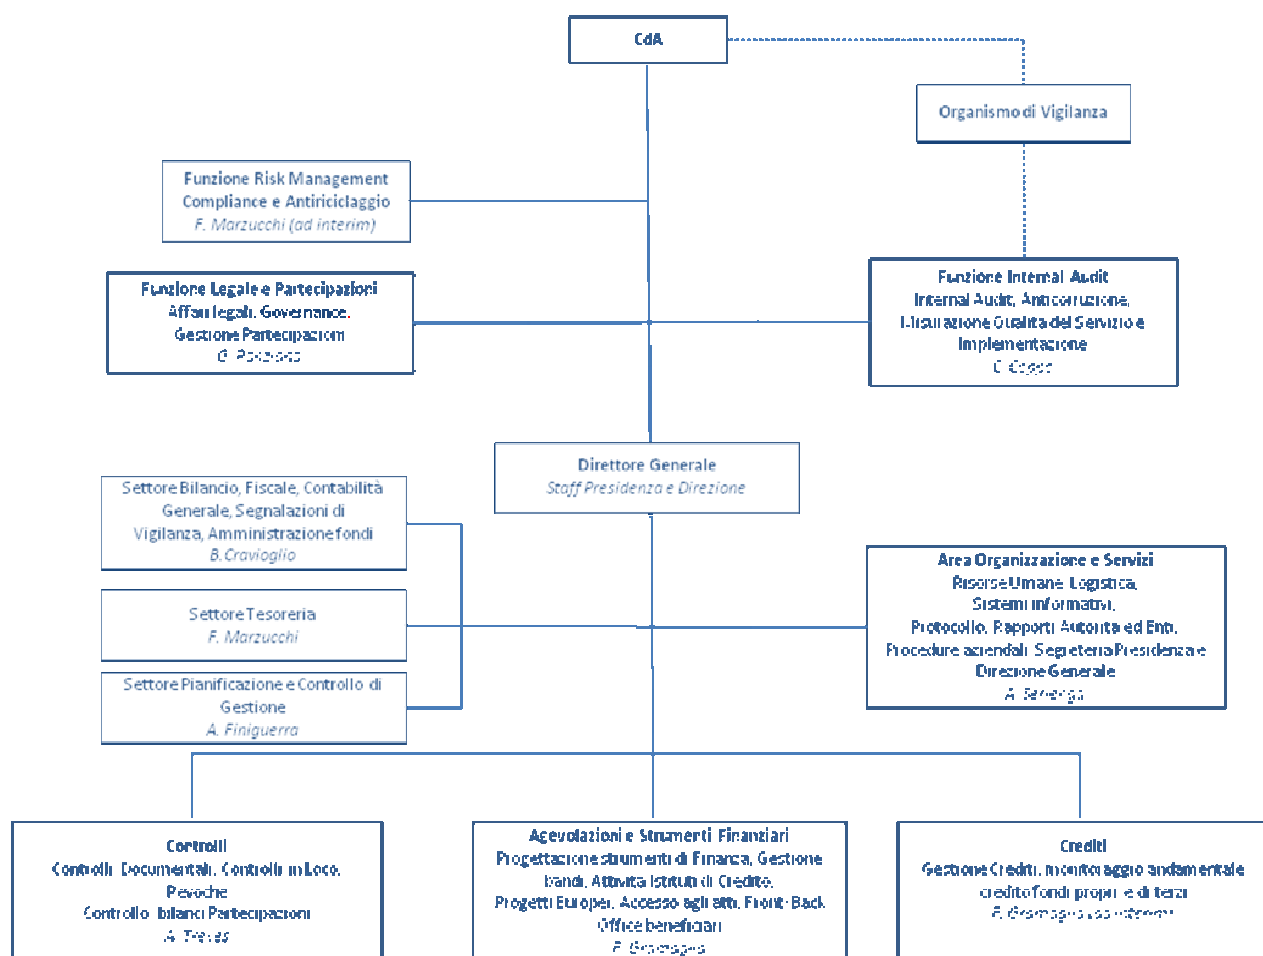 CdA
Organismo di Vigilanza
Funzione Risk Management
Compliance e Antiriciclaggio
F. Marzucchi (ad interim)
Funzione Legale e Partecipazioni
Affari legali, Governance,
Gestione Partecipazioni
Funzione Internal Audit
Internal Audit, Anticorruzione,
Misurazione Qualità del Servizio e
Implementazione
Direttore Generale
Staff Presidenza e Direzione
Settore Bilancio, Fiscale, Contabilità
Generale, Segnalazioni di
Vigilanza, Amministrazione fondi
B.Cravioglio
Settore Tesoreria
F. Marzucchi
Settore Pianificazione e Controllo di
Gestione
A. Finiguerra
Area Organizzazione e Servizi
Risorse Umane, Logistica,
Sistemi informativi,
Protocollo, Rapporti Autorità ed Enti,
Procedure aziendali, Segreteria Presidenza e
Direzione Generale
Controlli
Controlli Documentali, Controlli in Loco,
Revoche
Controllo bilanci Partecipazioni
A. Treves
Agevolazioni e Strumenti Finanziari
Progettazione strumenti di Finanza, Gestione
bandi, Attività Istituti di Credito,
Progetti Europei, Accesso agli atti, Front-Back
Office beneficiari
Crediti
Gestione Crediti, monitoraggio andamentale
credito fondi propri e di terzi